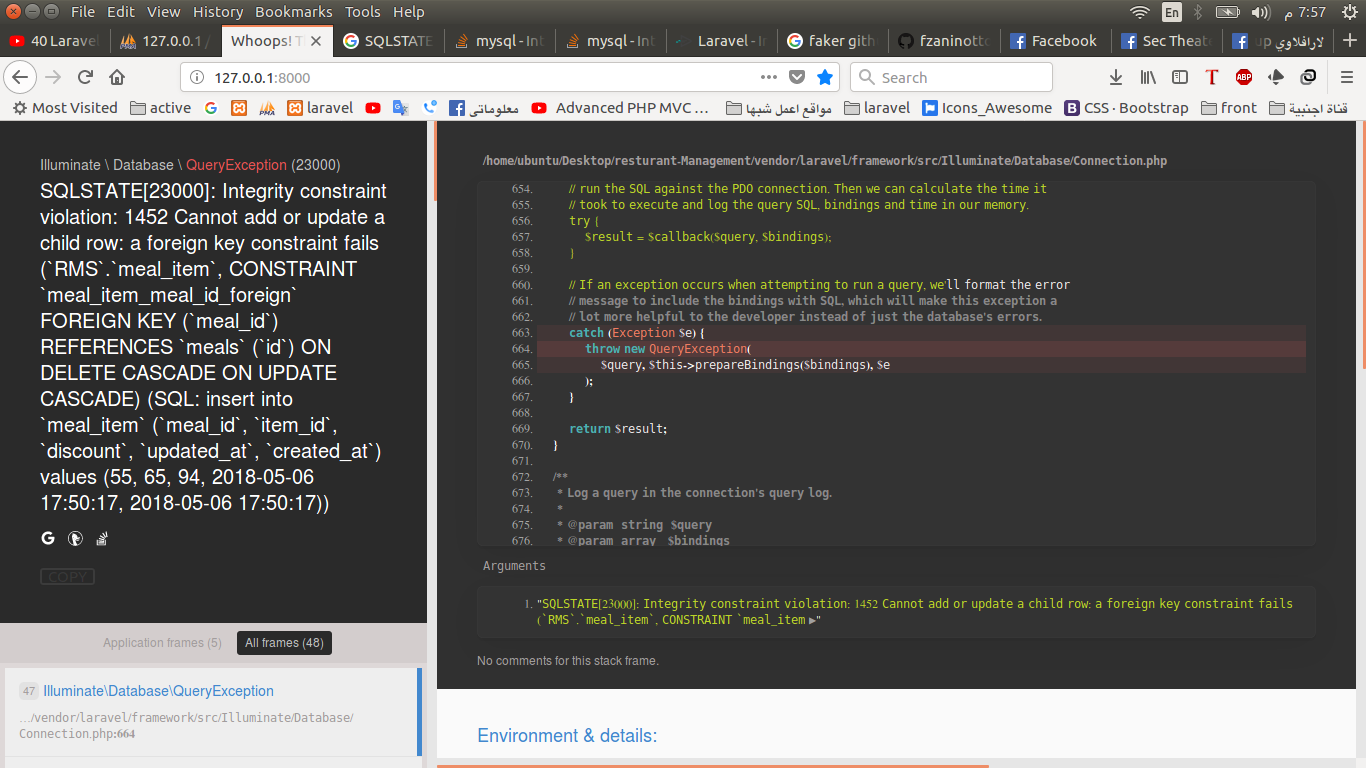 File Edit View History Bookmarks Tools Help
En
7:57 م
40 Larave
127.0.0.1 /
Whoops! T
SQLSTATE
mysql - Int
mysql - Int
Laravel - I
faker gith
fzaninott
Facebook
Sec Theat
لارافلاوي up
127.0.0.1:8000
Search
T
ABP
Most Visited
active
PMA
laravel
معلوماتى
Advanced PHP MVC …
مواقع اعمل شبها
laravel
Icons_Awesome
CSS · Bootstrap
front
قناة اجنبية
Illuminate \ Database \ QueryException (23000)
SQLSTATE[23000]: Integrity constraint
violation: 1452 Cannot add or update a
child row: a foreign key constraint fails
(`RMS`.`meal_item`, CONSTRAINT
`meal_item_meal_id_foreign`
FOREIGN KEY (`meal_id`)
REFERENCES `meals` (`id`) ON
DELETE CASCADE ON UPDATE
CASCADE) (SQL: insert into
`meal_item` (`meal_id`, `item_id`,
`discount`, `updated_at`, `created_at`)
values (55, 65, 94, 2018-05-06
17:50:17, 2018-05-06 17:50:17))
COPY
Application frames (5)
All frames (48)
47 Illuminate\Database\QueryException
…/vendor/laravel/framework/src/Illuminate/Database/
Connection.php:664
/home/ubuntu/Desktop/resturant-Management/vendor/laravel/framework/src/Illuminate/Database/Connection.php
654. // run the SQL against the PDO connection. Then we can calculate the time it
655. // took to execute and log the query SQL, bindings and time in our memory.
656. try {
657. $result = $callback($query, $bindings);
658. }
659.
660. // If an exception occurs when attempting to run a query, we'll format the error
661. // message to include the bindings with SQL, which will make this exception a
662. // lot more helpful to the developer instead of just the database's errors.
663. catch (Exception $e) {
664. throw new QueryException(
665. $query, $this->prepareBindings($bindings), $e
666. );
667. }
668.
669. return $result;
670. }
671.
672. /**
673. * Log a query in the connection's query log.
674. *
675. * @param string $query
676. * @param array $bindings
Arguments
1. "SQLSTATE[23000]: Integrity constraint violation: 1452 Cannot add or update a child row: a foreign key constraint fails
(`RMS`.`meal_item`, CONSTRAINT `meal_item ▶"
No comments for this stack frame.
Environment & details: